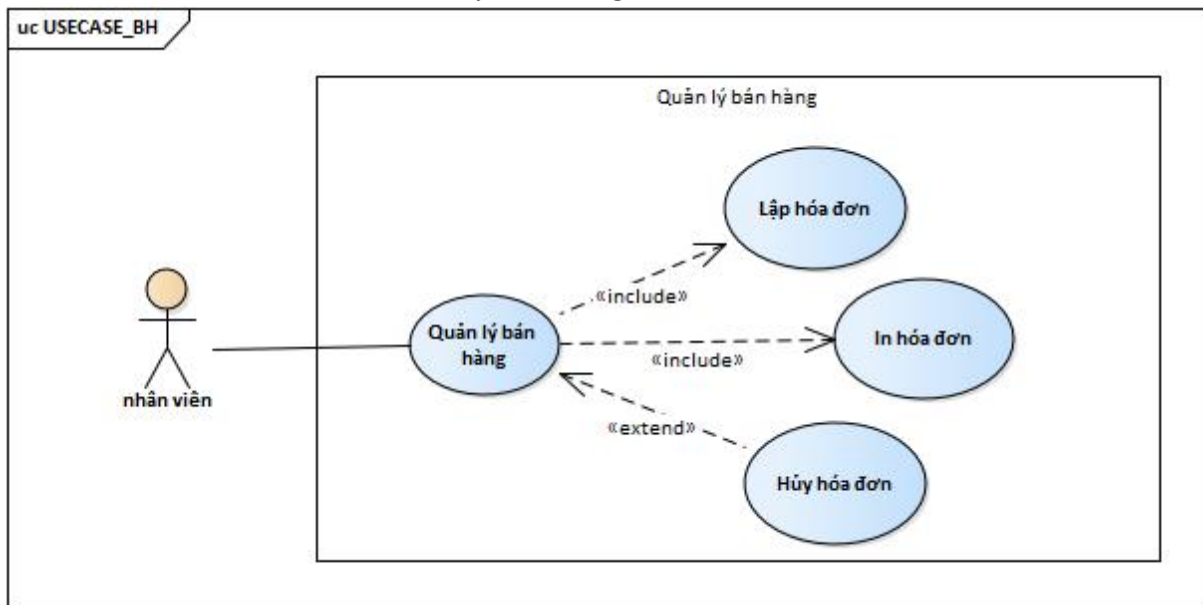 uc USECASE_BH
Quản lý bán hàng
Lập hóa đơn
«include»
Quản lý bán
hàng
In hóa đơn
«include»
nhân viên
«extend»
Hủy hóa đơn